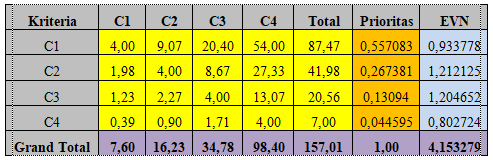 Kriteria C1 C2 C3 C4 Total Prioritas EVN
C1 4,00 9,07 20,40 54,00 87,47 0,557083 0,933778
C2 1,98 4,00 8,67 27,33 41,98 0,267381 1,212125
C3 1,23 2,27 4,00 13,07 20,56 0,13094 1,204652
C4 0,39 0,90 1,71 4,00 7,00 0,044595 0,802724
Grand Total 7,60 16,23 34,78 98,40 157,01 1,00 4,153279